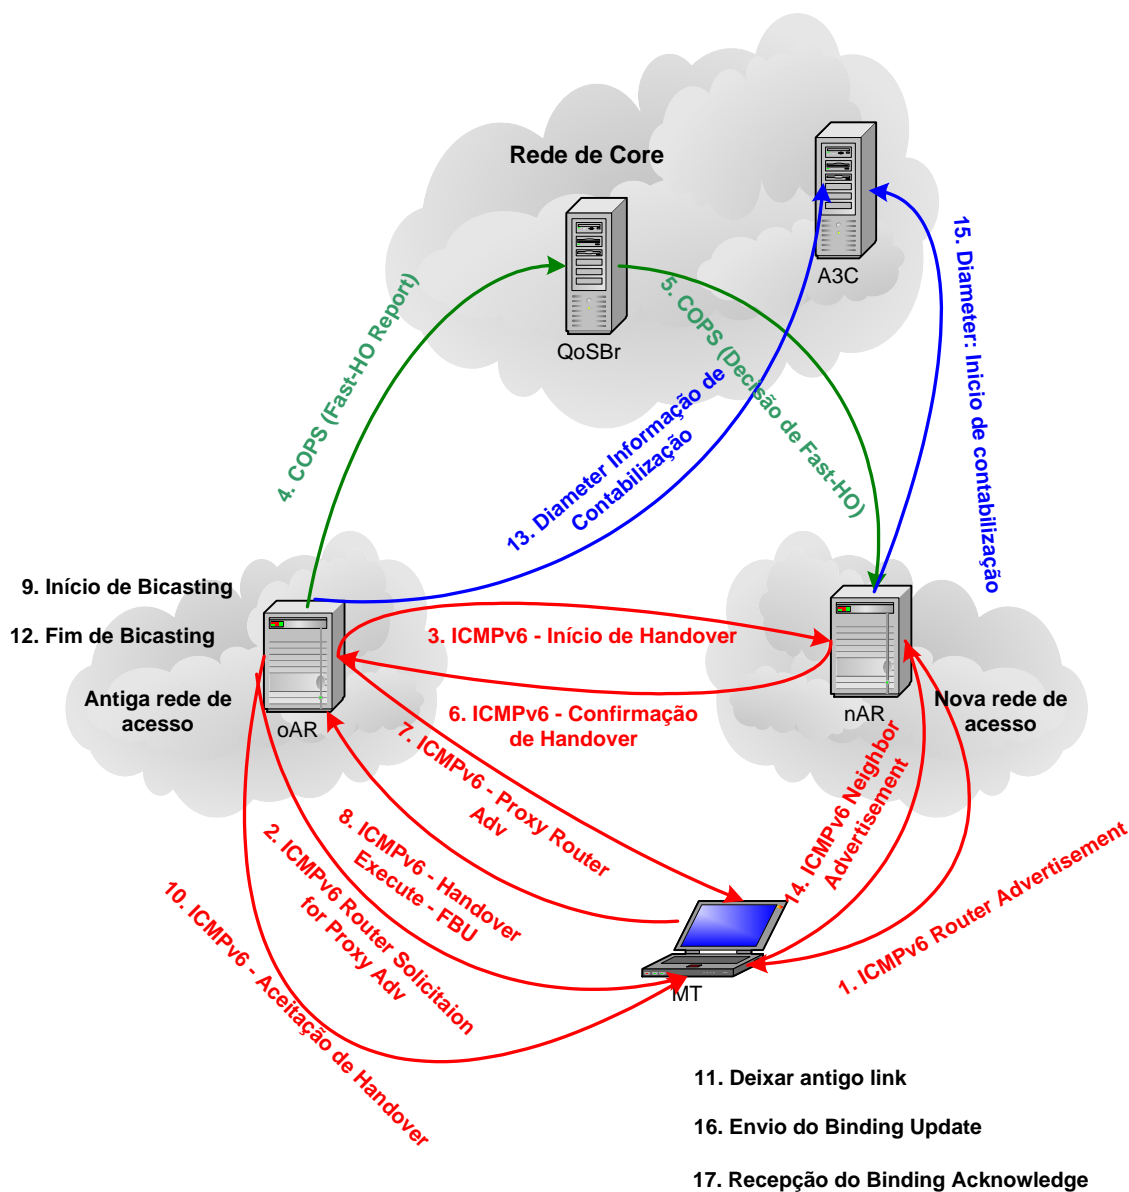 Rede de Core
A3C
QoSBr
4. COPS (Fast-HO Report)
5. COPS (Decisão de Fast-HO)
15. Diameter: Inicio de contabilização
13. Diameter Informação de
Contabilização
9. Início de Bicasting
12. Fim de Bicasting
3. ICMPv6 - Início de Handover
Antiga rede de
acesso
oAR
6. ICMPv6 - Confirmação
de Handover
nAR
Nova rede de
acesso
7. ICMPv6 - Proxy Router
Adv
8. ICMPv6 - Handover
Execute - FBU
2. ICMPv6 Router Solicitaion
for Proxy Adv
10. ICMPv6 - Aceitação de Handover
14. ICMPv6 Neighbor
Advertisement
1. ICMPv6 Router Advertisement
MT
11. Deixar antigo link
16. Envio do Binding Update
17. Recepção do Binding Acknowledge